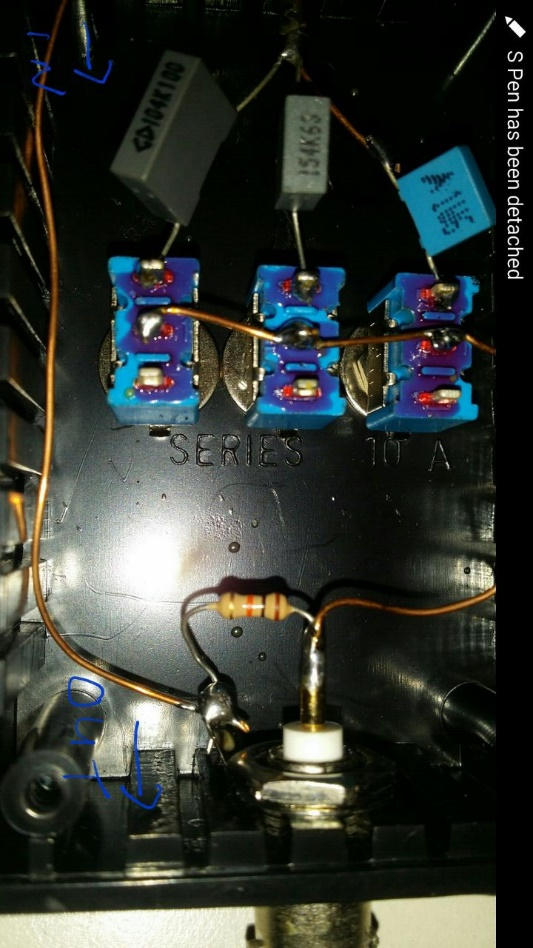 S Pen has been detached
IN
104K100
154K63
SERIES 10 A
OUT